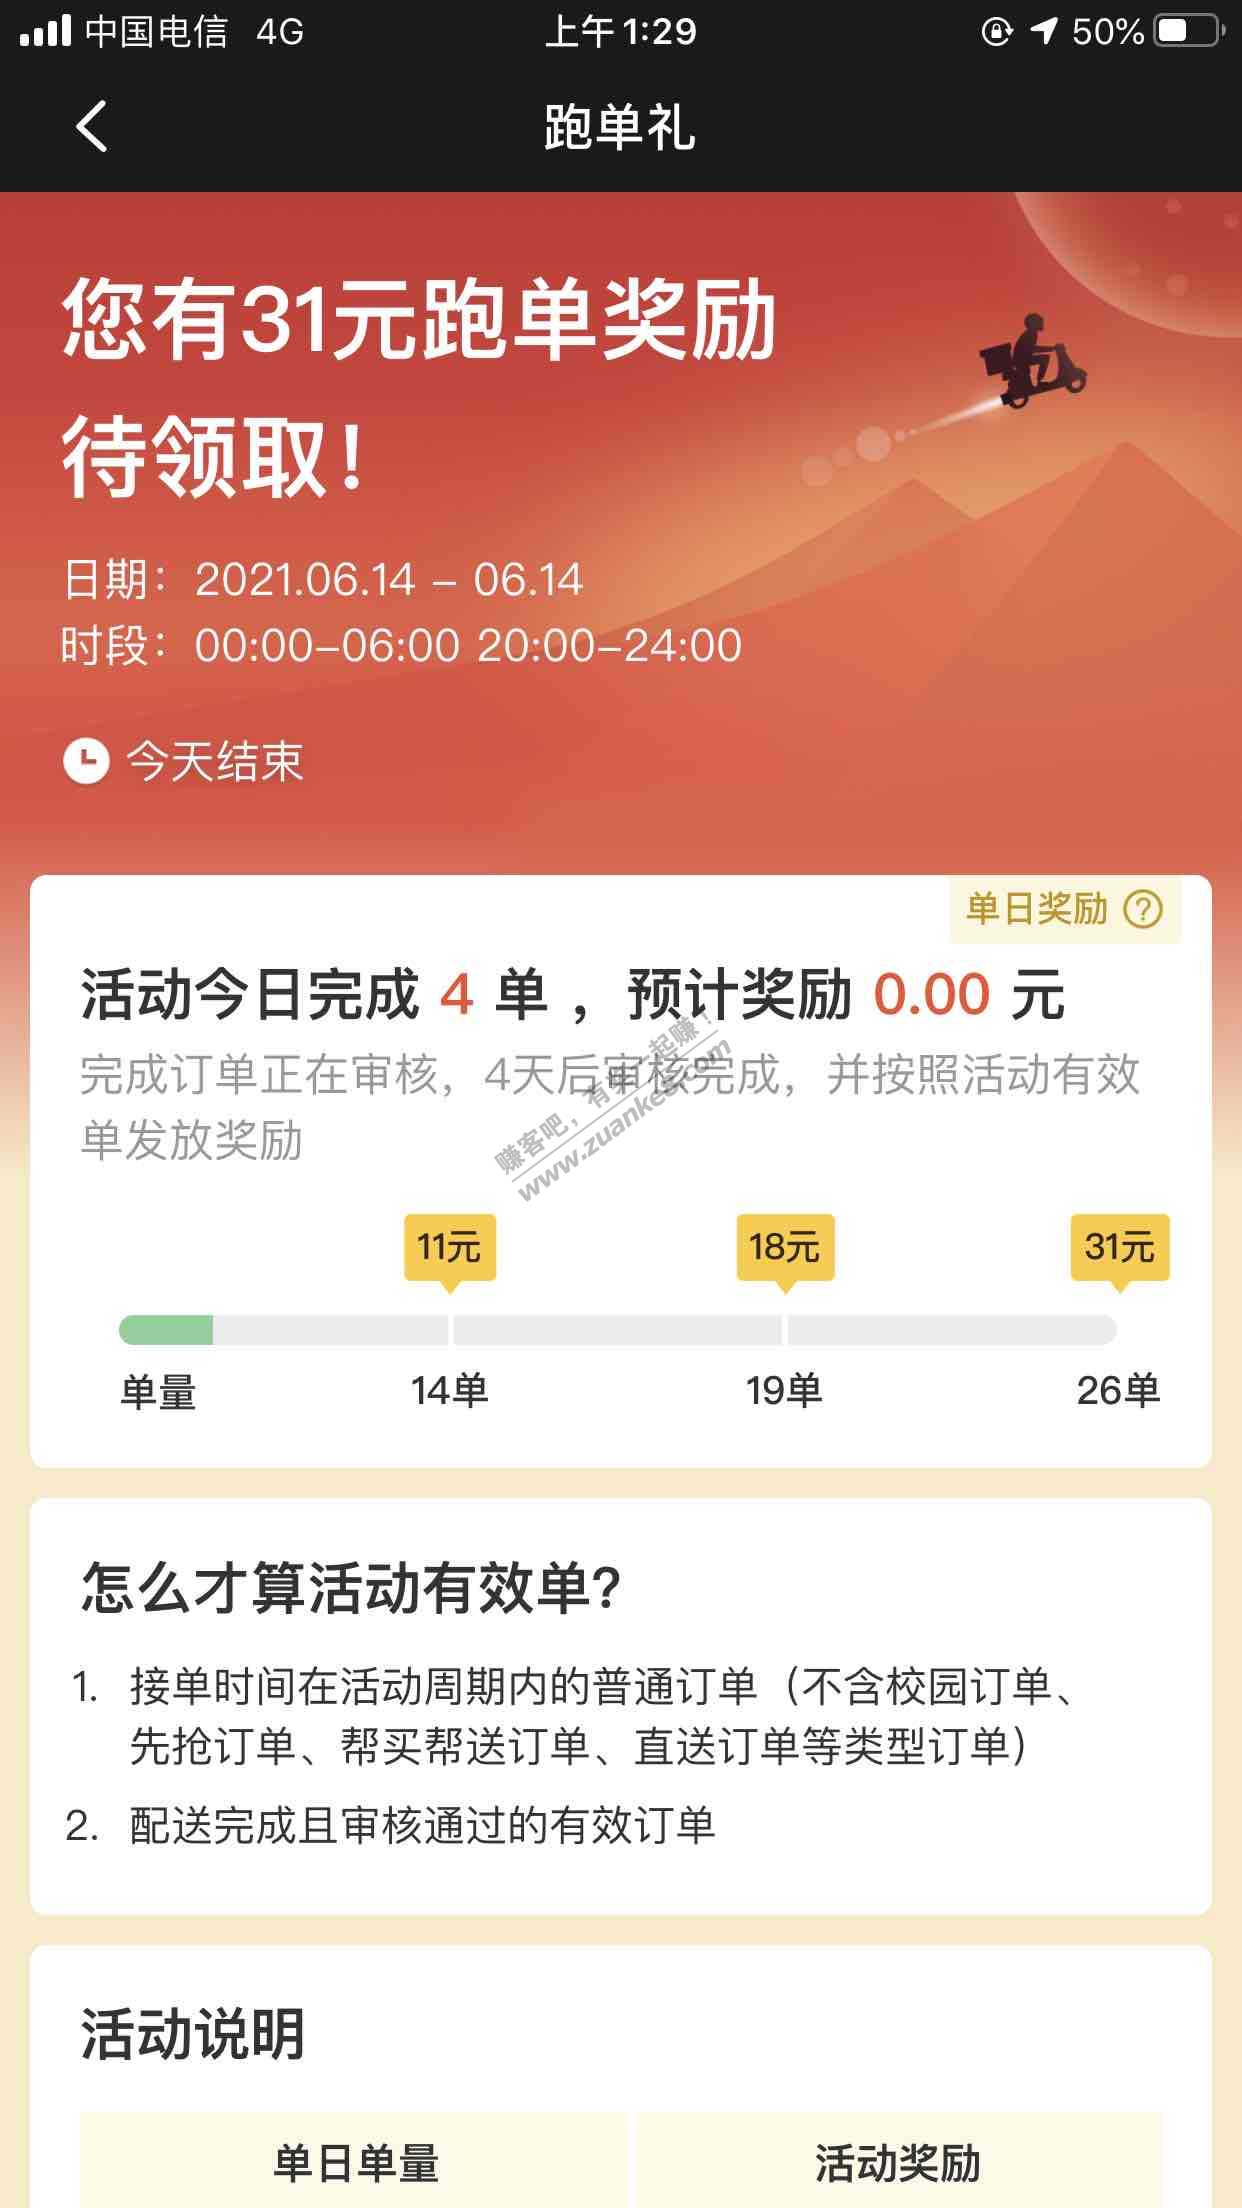 中国电信 4G 上午1:29 50%
跑单礼
您有31元跑单奖励
待领取！
日期：2021.06.14 – 06.14
时段：00:00–06:00 20:00–24:00
今天结束
单日奖励 ?
活动今日完成 4 单 ，预计奖励 0.00 元
完成订单正在审核，4天后审核完成，并按照活动有效
单发放奖励
赚客吧，有奖一起赚！
www.zuanke8.com
11元 18元 31元
单量 14单 19单 26单
怎么才算活动有效单?
1. 接单时间在活动周期内的普通订单（不含校园订单、
先抢订单、帮买帮送订单、直送订单等类型订单）
2. 配送完成且审核通过的有效订单
活动说明
单日单量 活动奖励